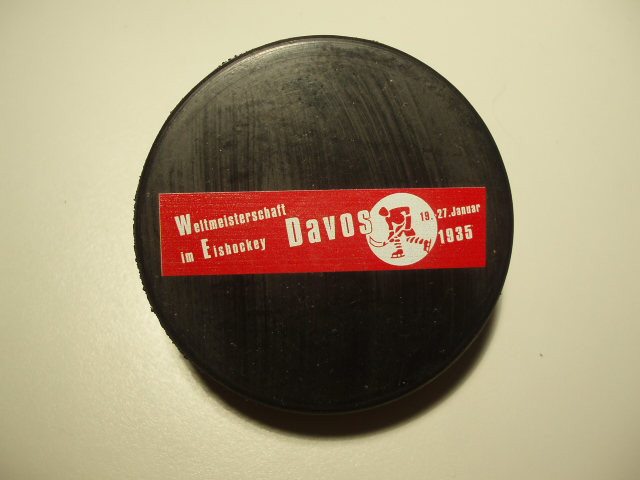 Weltmeisterschaft
im Eishockey
Davos
19.-27. Januar
1935